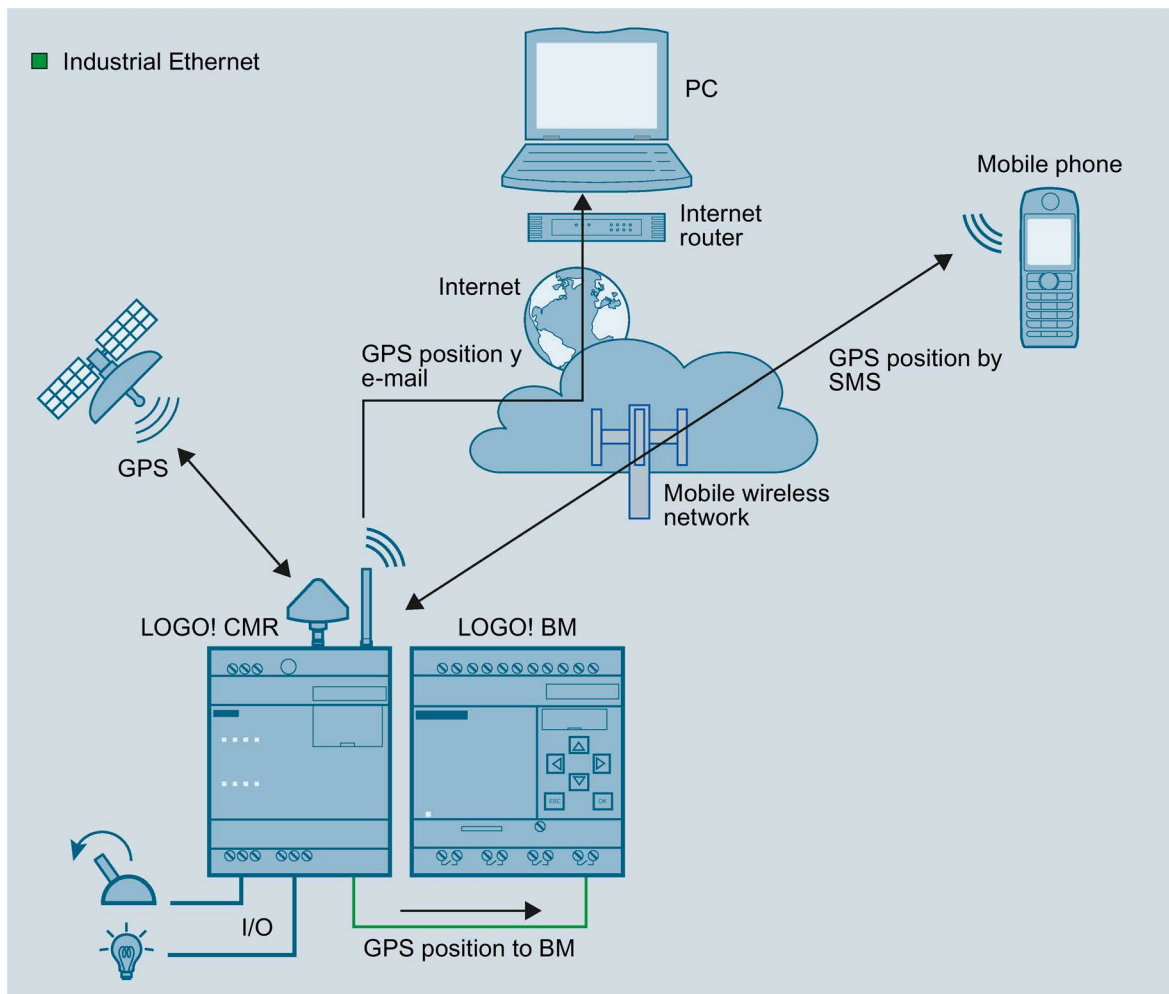 Industrial Ethernet
PC
Mobile phone
Internet
router
Internet
GPS position y
e-mail
GPS position by
SMS
GPS
Mobile wireless
network
LOGO! CMR
LOGO! BM
ESC
OK
I/O
GPS position to BM